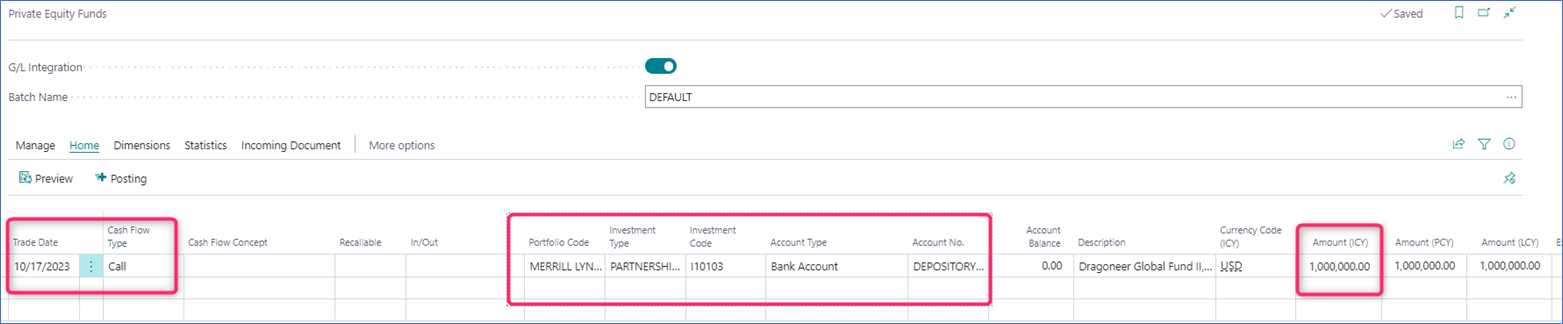 Private Equity Funds
Saved
G/L Integration
Batch Name
DEFAULT
Manage Home Dimensions Statistics Incoming Document More options
Preview Posting
Trade Date Cash Flow Type Cash Flow Concept Recallable In/Out Portfolio Code Investment Type Investment Code Account Type Account No. Account Balance Description Currency Code (ICY) Amount (ICY) Amount (PCY) Amount (LCY) E
10/17/2023 Call MERRILL LYN... PARTNERSHI... I10103 Bank Account DEPOSITORY... 0.00 Dragoneer Global Fund II,... USD 1,000,000.00 1,000,000.00 1,000,000.00